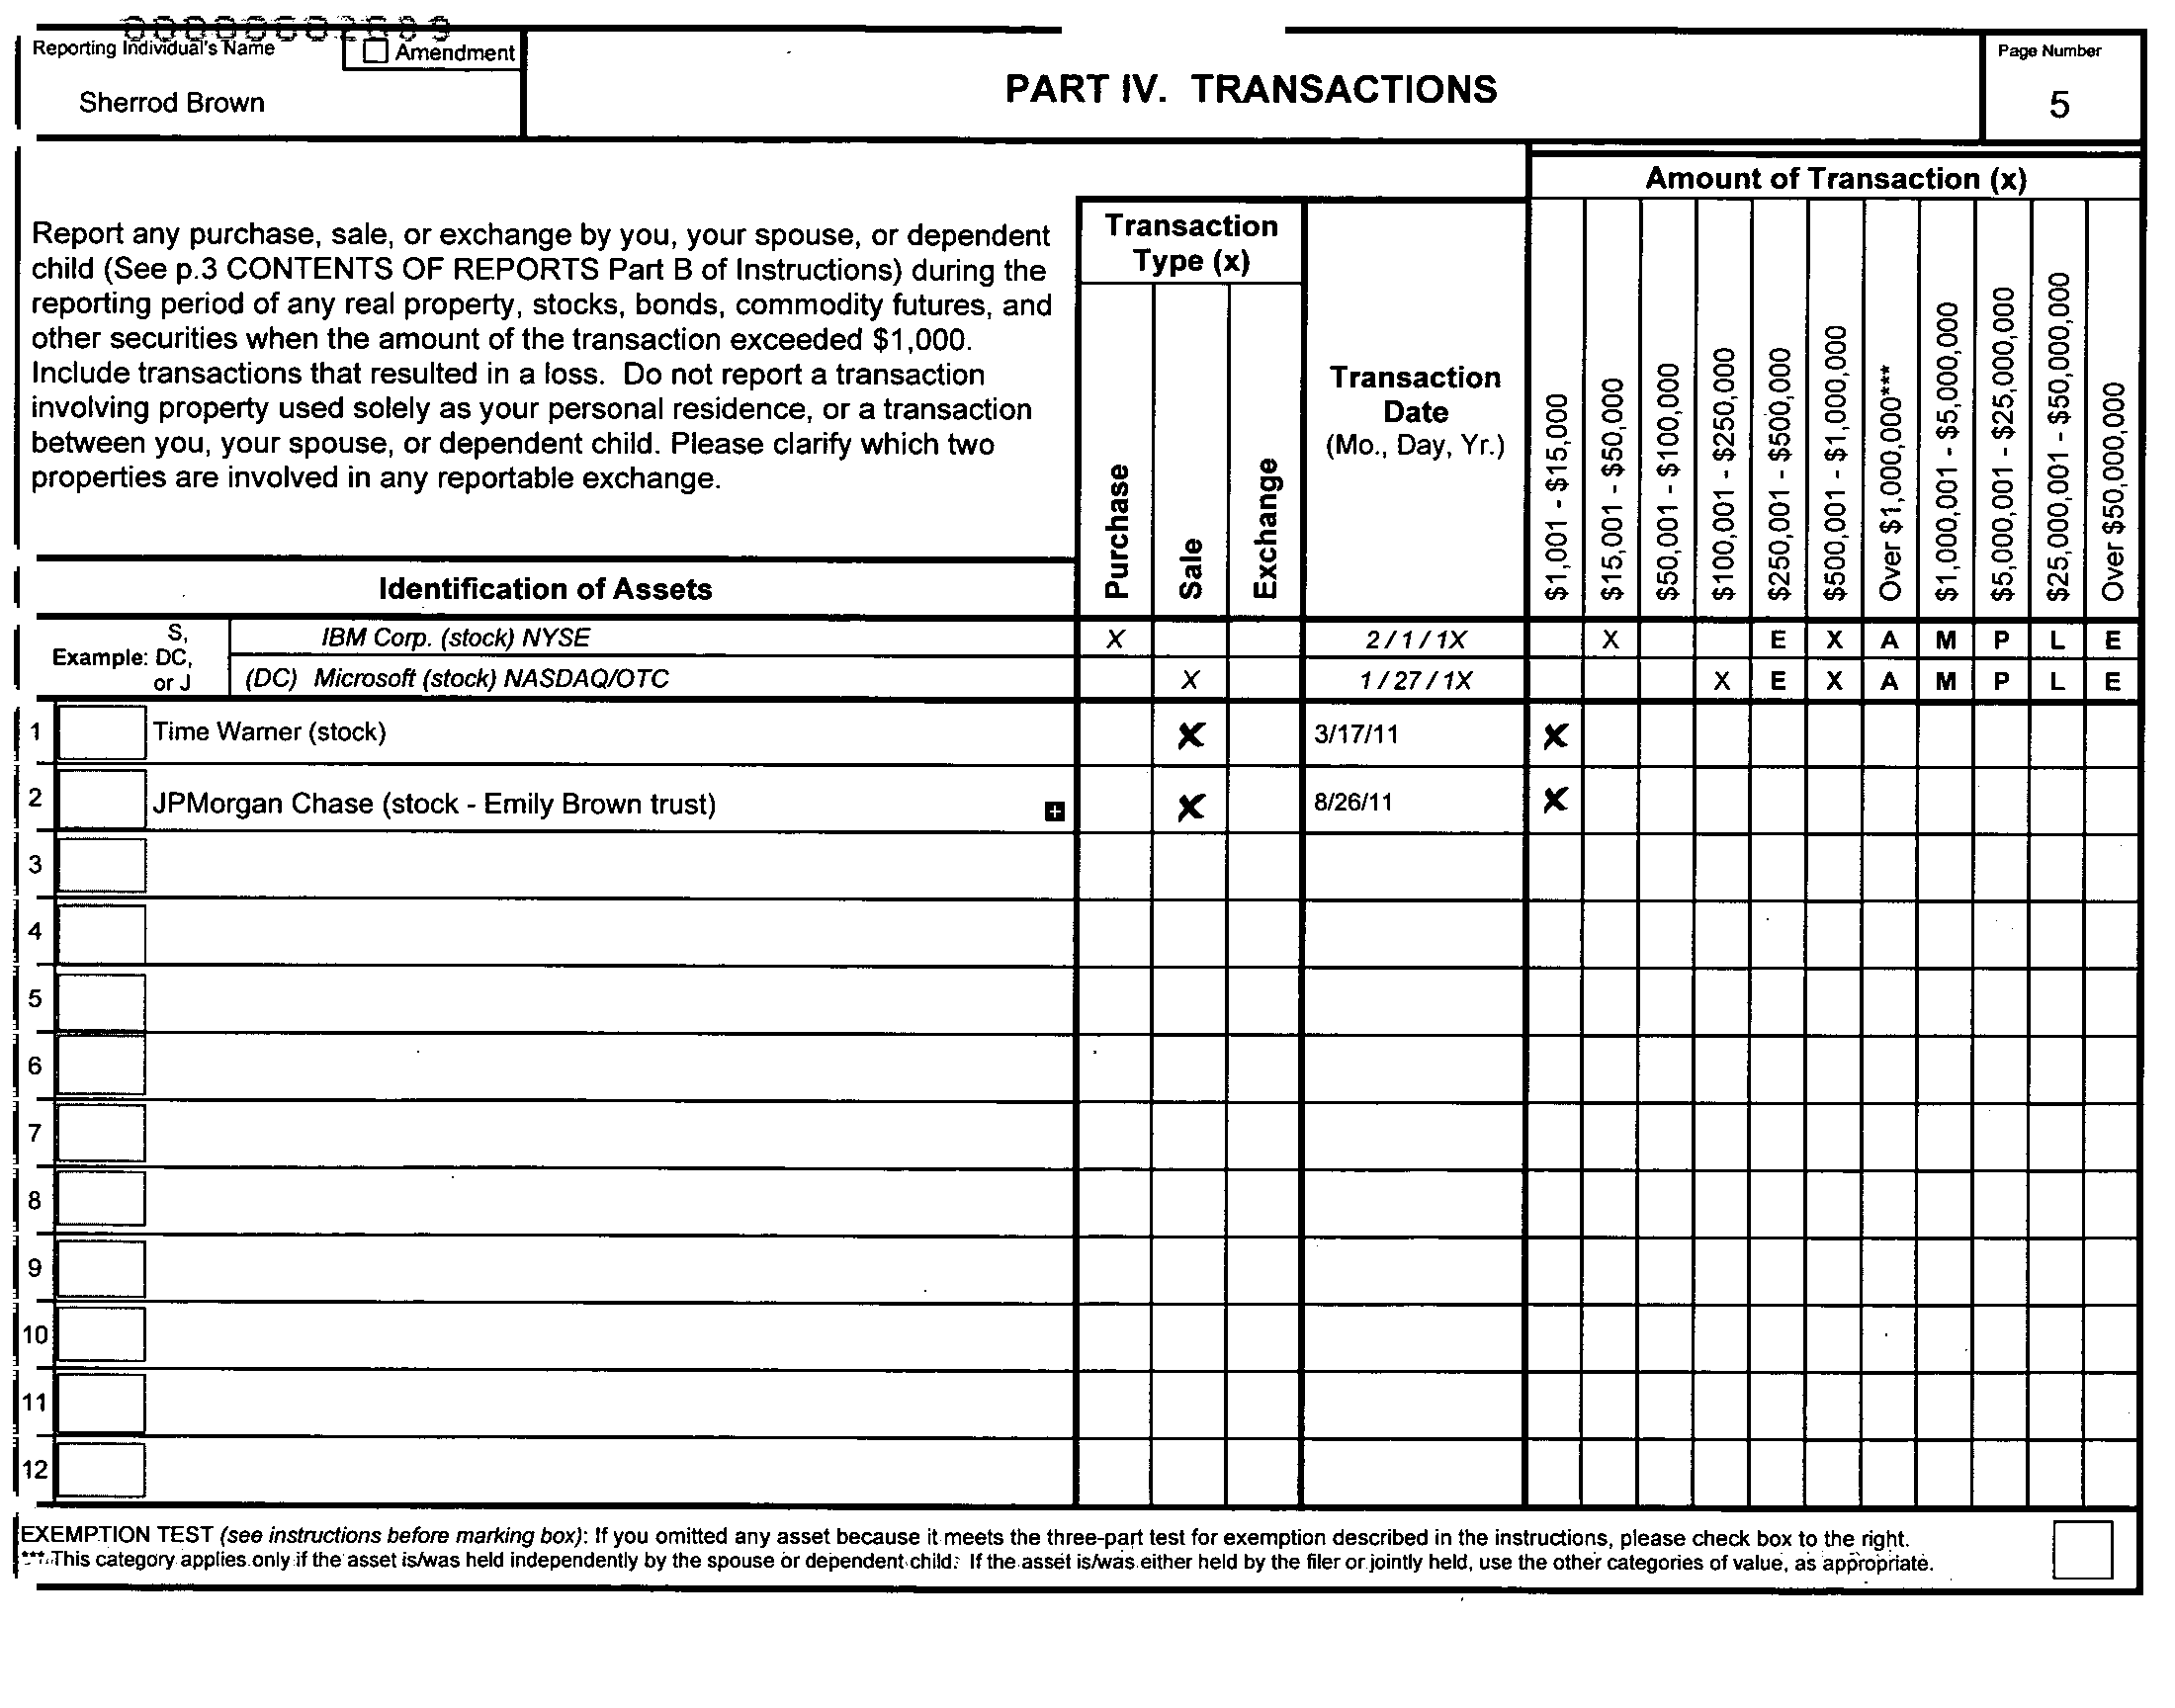 Reporting Individual's Name
Amendment
Sherrod Brown
PART IV. TRANSACTIONS
Page Number
5
Amount of Transaction (x)
Report any purchase, sale, or exchange by you, your spouse, or dependent
child (See p.3 CONTENTS OF REPORTS Part B of Instructions) during the
reporting period of any real property, stocks, bonds, commodity futures, and
other securities when the amount of the transaction exceeded $1,000.
Include transactions that resulted in a loss. Do not report a transaction
involving property used solely as your personal residence, or a transaction
between you, your spouse, or dependent child. Please clarify which two
properties are involved in any reportable exchange.
Transaction
Type (x)
Purchase
Sale
Exchange
Transaction
Date
(Mo., Day, Yr.)
$1,001 - $15,000
$15,001 - $50,000
$50,001 - $100,000
$100,001 - $250,000
$250,001 - $500,000
$500,001 - $1,000,000
Over $1,000,000***
$1,000,001 - $5,000,000
$5,000,001 - $25,000,000
$25,000,001 - $50,000,000
Over $50,000,000
Identification of Assets
Example: S, DC, or J
IBM Corp. (stock) NYSE X 2/1/1X X E X A M P L E
(DC) Microsoft (stock) NASDAQ/OTC X 1/27/1X X E X A M P L E
1 Time Warner (stock) X 3/17/11 X
2 JPMorgan Chase (stock - Emily Brown trust) + X 8/26/11 X
3
4
5
6
7
8
9
10
11
12
EXEMPTION TEST (see instructions before marking box): If you omitted any asset because it meets the three-part test for exemption described in the instructions, please check box to the right.
*** This category applies only if the asset is/was held independently by the spouse or dependent child. If the asset is/was either held by the filer or jointly held, use the other categories of value, as appropriate.